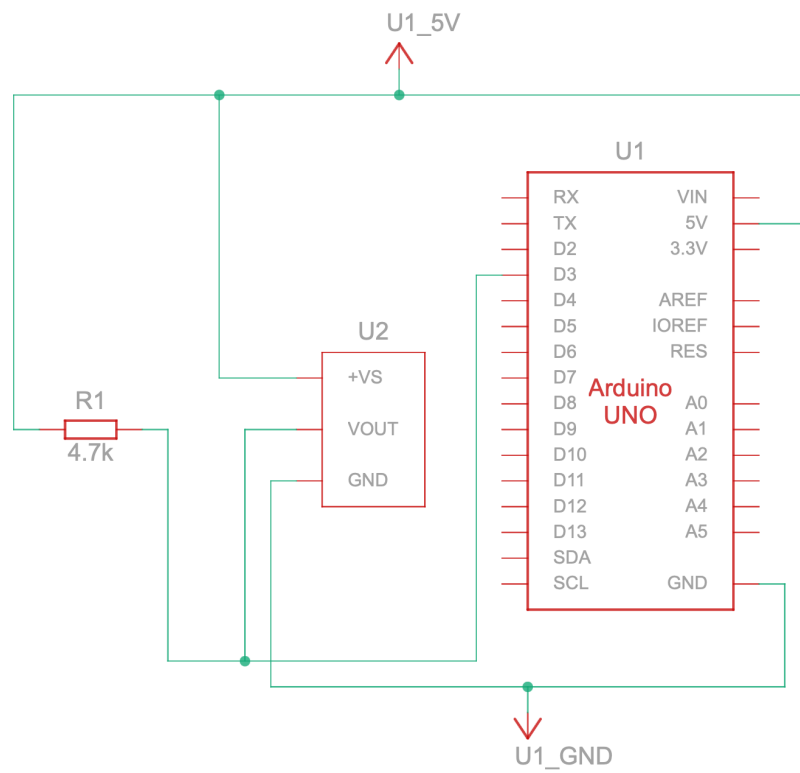 U1_5V
U1
RX VIN
TX 5V
D2 3.3V
D3
D4 AREF
D5 IOREF
U2
D6 RES
+VS
D7
Arduino
R1
D8 A0
UNO
VOUT
D9 A1
4.7k
D10 A2
GND
D11 A3
D12 A4
D13 A5
SDA
SCL GND
U1_GND